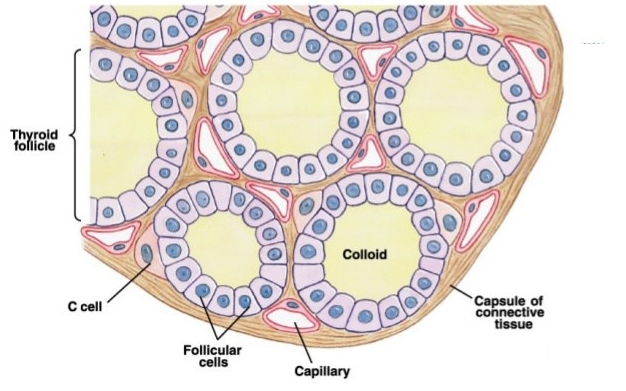 Thyroid
follicle
Colloid
C cell
Follicular
cells
Capillary
Capsule of
connective
tissue